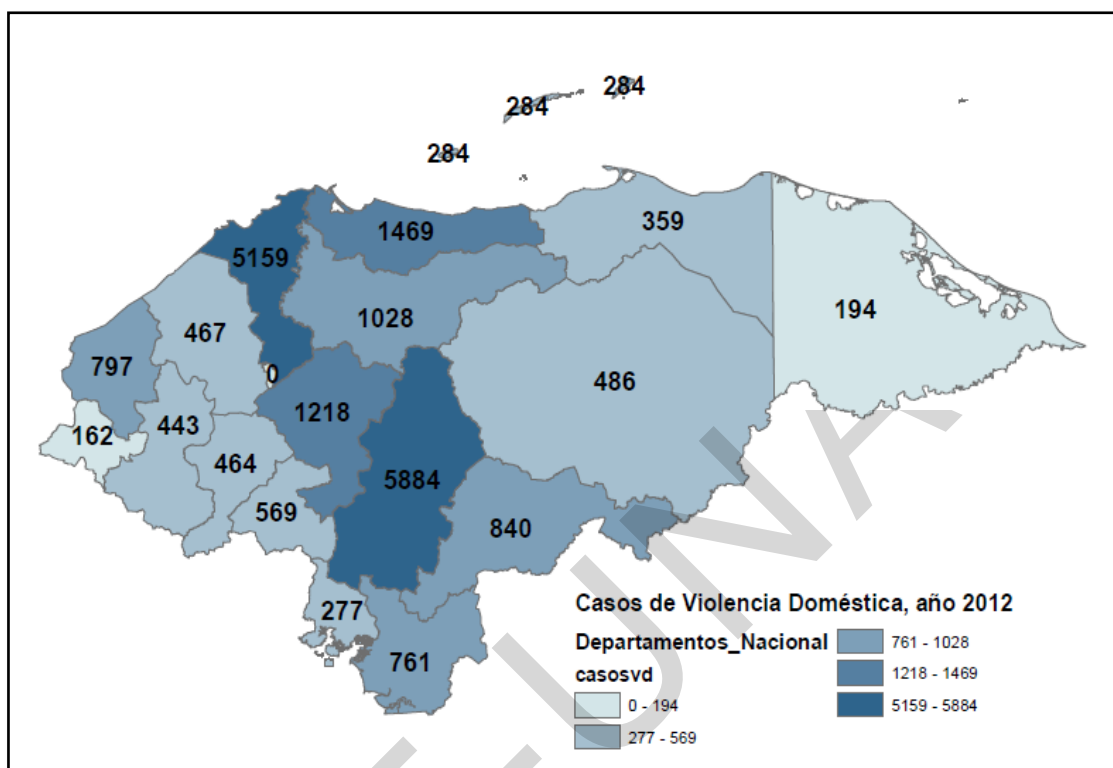 284
284
284
1469
359
5159
1028
194
467
797
0
486
1218
443
162
464
5884
569
840
277
761
Casos de Violencia Doméstica, año 2012
Departamentos_Nacional
casosvd
0 - 194
277 - 569
761 - 1028
1218 - 1469
5159 - 5884